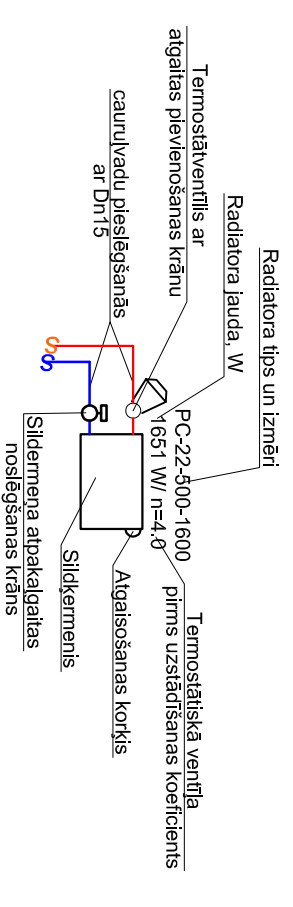 Radiatora tips un izmēri
Radiatora jauda, W
Termostātventīlis ar
atgaitas pievienošanas krānu
cauruļvadu pieslēgšanās
ar Dn15
PC-22-500-1600
1651 W/ n=4.0
Termostātiskā ventīļa
pirms uzstādīšanas koeficients
Atgaisošanas korķis
Sildķermenis
Sildermeņa atpakaļgaitas
noslēgšanas krāns
S
S